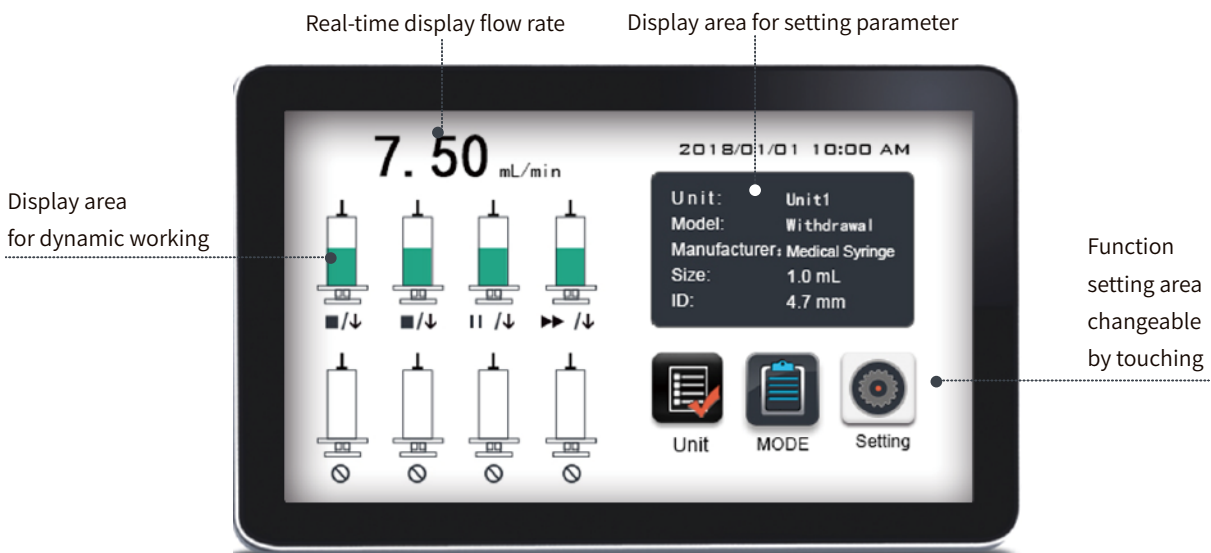 Real-time display flow rate
Display area for setting parameter
7.50 mL/min
2018/01/01 10:00 AM
Display area
for dynamic working
Unit: Unit1
Model: Withdrawal
Manufacturer: Medical Syringe
Size: 1.0 mL
ID: 4.7 mm
Function
setting area
changeable
by touching
Unit
MODE
Setting